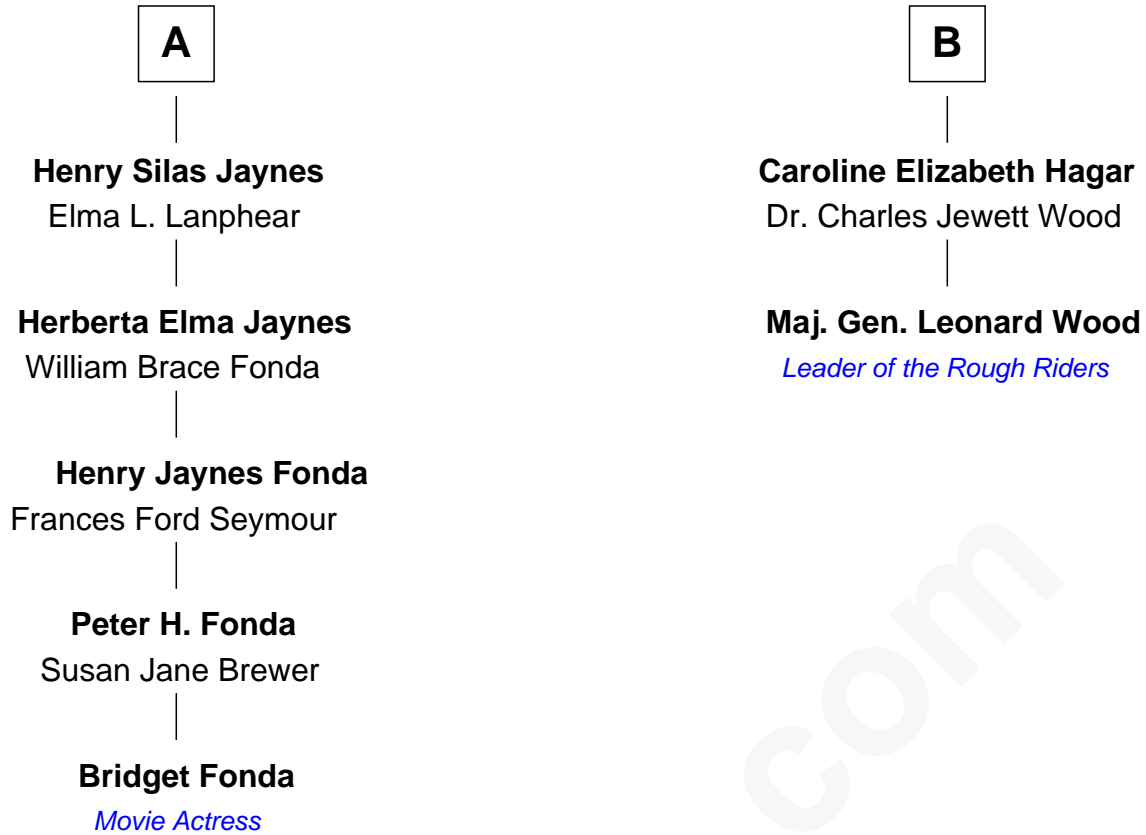 A
Henry Silas Jaynes
Elma L. Lanphear
Herberta Elma Jaynes
William Brace Fonda
Henry Jaynes Fonda
Frances Ford Seymour
Peter H. Fonda
Susan Jane Brewer
Bridget Fonda
Movie Actress
B
Caroline Elizabeth Hagar
Dr. Charles Jewett Wood
Maj. Gen. Leonard Wood
Leader of the Rough Riders
com